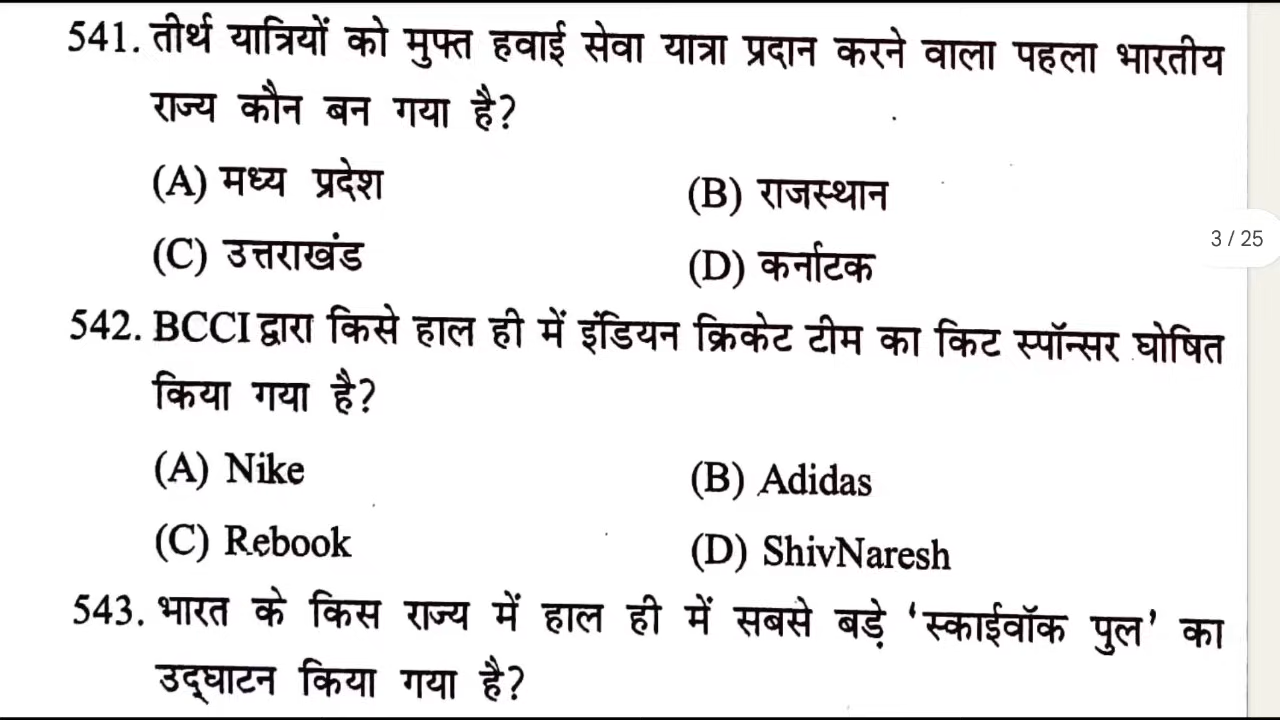 541. तीर्थ यात्रियों को मुफ्त हवाई सेवा यात्रा प्रदान करने वाला पहला भारतीय
राज्य कौन बन गया है?
(A) मध्य प्रदेश (B) राजस्थान
3 / 25
(C) उत्तराखंड (D) कर्नाटक
542. BCCI द्वारा किसे हाल ही में इंडियन क्रिकेट टीम का किट स्पॉन्सर घोषित
किया गया है?
(A) Nike (B) Adidas
(C) Rebook (D) ShivNaresh
543. भारत के किस राज्य में हाल ही में सबसे बड़े ‘स्काईवॉक पुल’ का
उद्घाटन किया गया है?